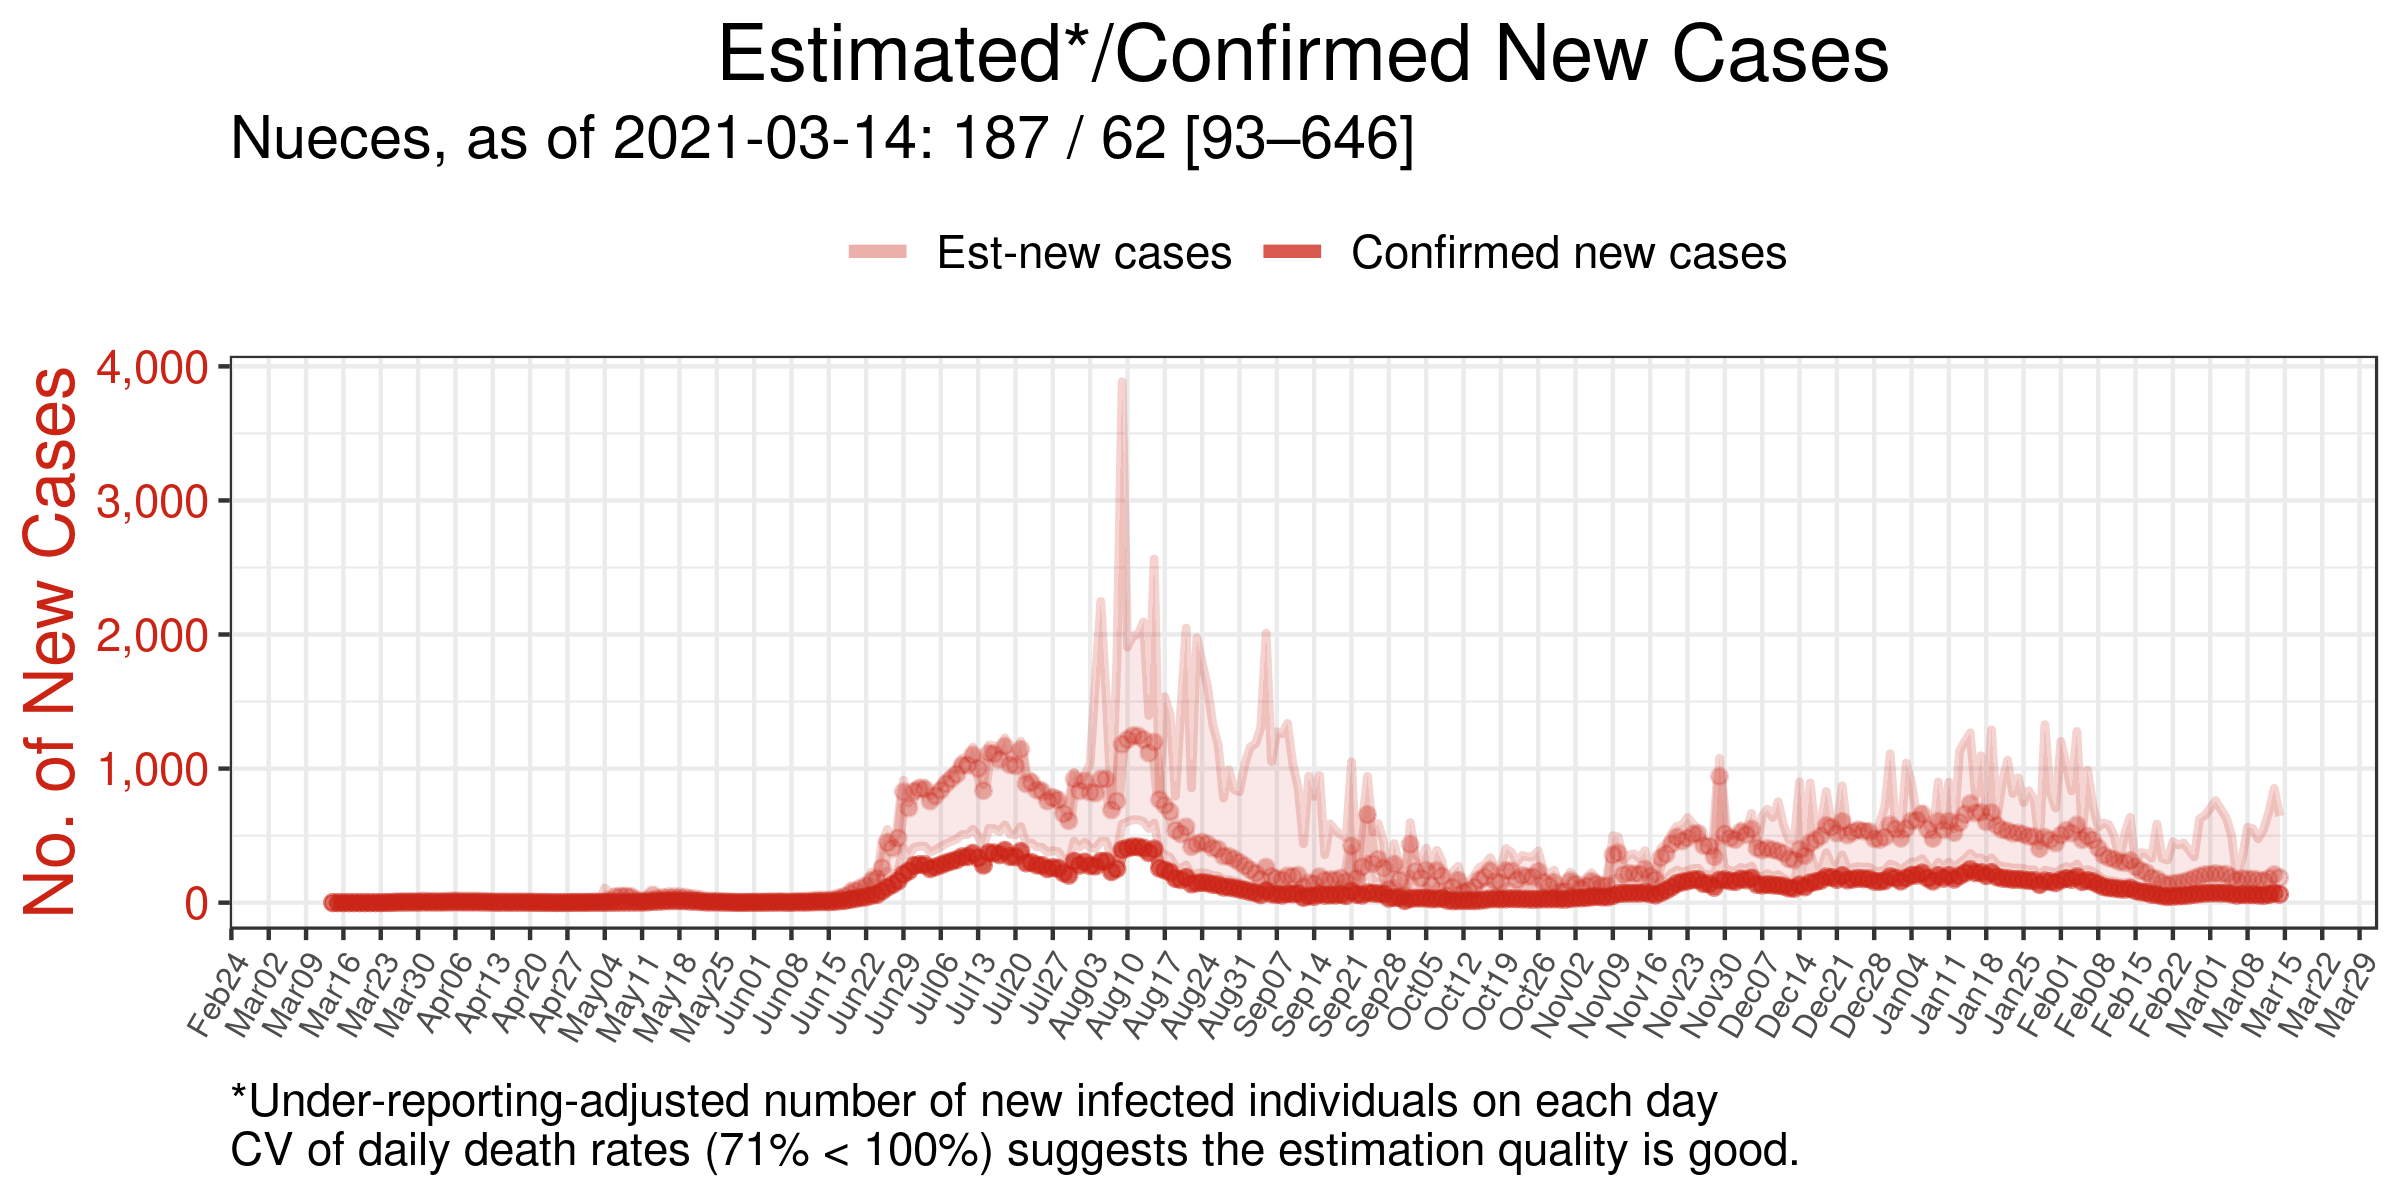 Estimated*/Confirmed New Cases
Nueces, as of 2021-03-14: 187 / 62 [93–646]
Est-new cases Confirmed new cases
No. of New Cases
4,000
3,000
2,000
1,000
0
Feb24 Mar02 Mar09 Mar16 Mar23 Mar30 Apr06 Apr13 Apr20 Apr27 May04 May11 May18 May25 Jun01 Jun08 Jun15 Jun22 Jun29 Jul06 Jul13 Jul20 Jul27 Aug03 Aug10 Aug17 Aug24 Aug31 Sep07 Sep14 Sep21 Sep28 Oct05 Oct12 Oct19 Oct26 Nov02 Nov09 Nov16 Nov23 Nov30 Dec07 Dec14 Dec21 Dec28 Jan04 Jan11 Jan18 Jan25 Feb01 Feb08 Feb15 Feb22 Mar01 Mar08 Mar15 Mar22 Mar29
*Under-reporting-adjusted number of new infected individuals on each day
CV of daily death rates (71% < 100%) suggests the estimation quality is good.